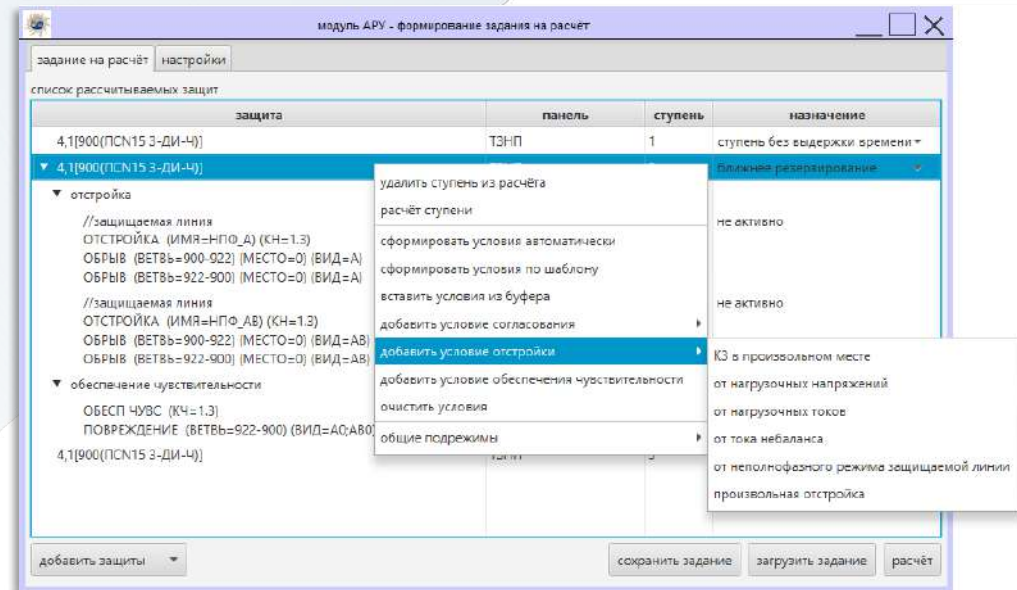 модуль АРУ - формирование задания на расчёт
задание на расчёт настройки
список рассчитываемых защит
защита панель ступень назначение
4,1[900(ПСN15 3-ДИ-Ч)] ТЗНП 1 ступень без выдержки времени
4,1[900(ПСN15 3-ДИ-Ч)] ближнее резервирование
отстройка
//защищаемая линия не активно
ОТСТРОЙКА (ИМЯ=НПФ_А) (КН=1.3)
ОБРЫВ (ВЕТВЬ=900-922) (МЕСТО=0) (ВИД=А)
ОБРЫВ (ВЕТВЬ=922-900) (МЕСТО=0) (ВИД=А)
//защищаемая линия не активно
ОТСТРОЙКА (ИМЯ=НПФ_АВ) (КН=1.3)
ОБРЫВ (ВЕТВЬ=900-922) (МЕСТО=0) (ВИД=АВ)
ОБРЫВ (ВЕТВЬ=922-900) (МЕСТО=0) (ВИД=АВ)
обеспечение чувствительности
ОБЕСП ЧУВС (КЧ=1.3)
ПОВРЕЖДЕНИЕ (ВЕТВЬ=922-900) (ВИД=А0;АВ0)
4,1[900(ПСN15 3-ДИ-Ч)] ТЗНП 3
удалить ступень из расчёта
расчёт ступени
сформировать условия автоматически
сформировать условия по шаблону
вставить условия из буфера
добавить условие согласования
добавить условие отстройки
добавить условие обеспечения чувствительности
очистить условия
общие подрежимы
КЗ в произвольном месте
от нагрузочных напряжений
от нагрузочных токов
от тока небаланса
от неполнофазного режима защищаемой линии
произвольная отстройка
добавить защиты сохранить задание загрузить задание расчёт